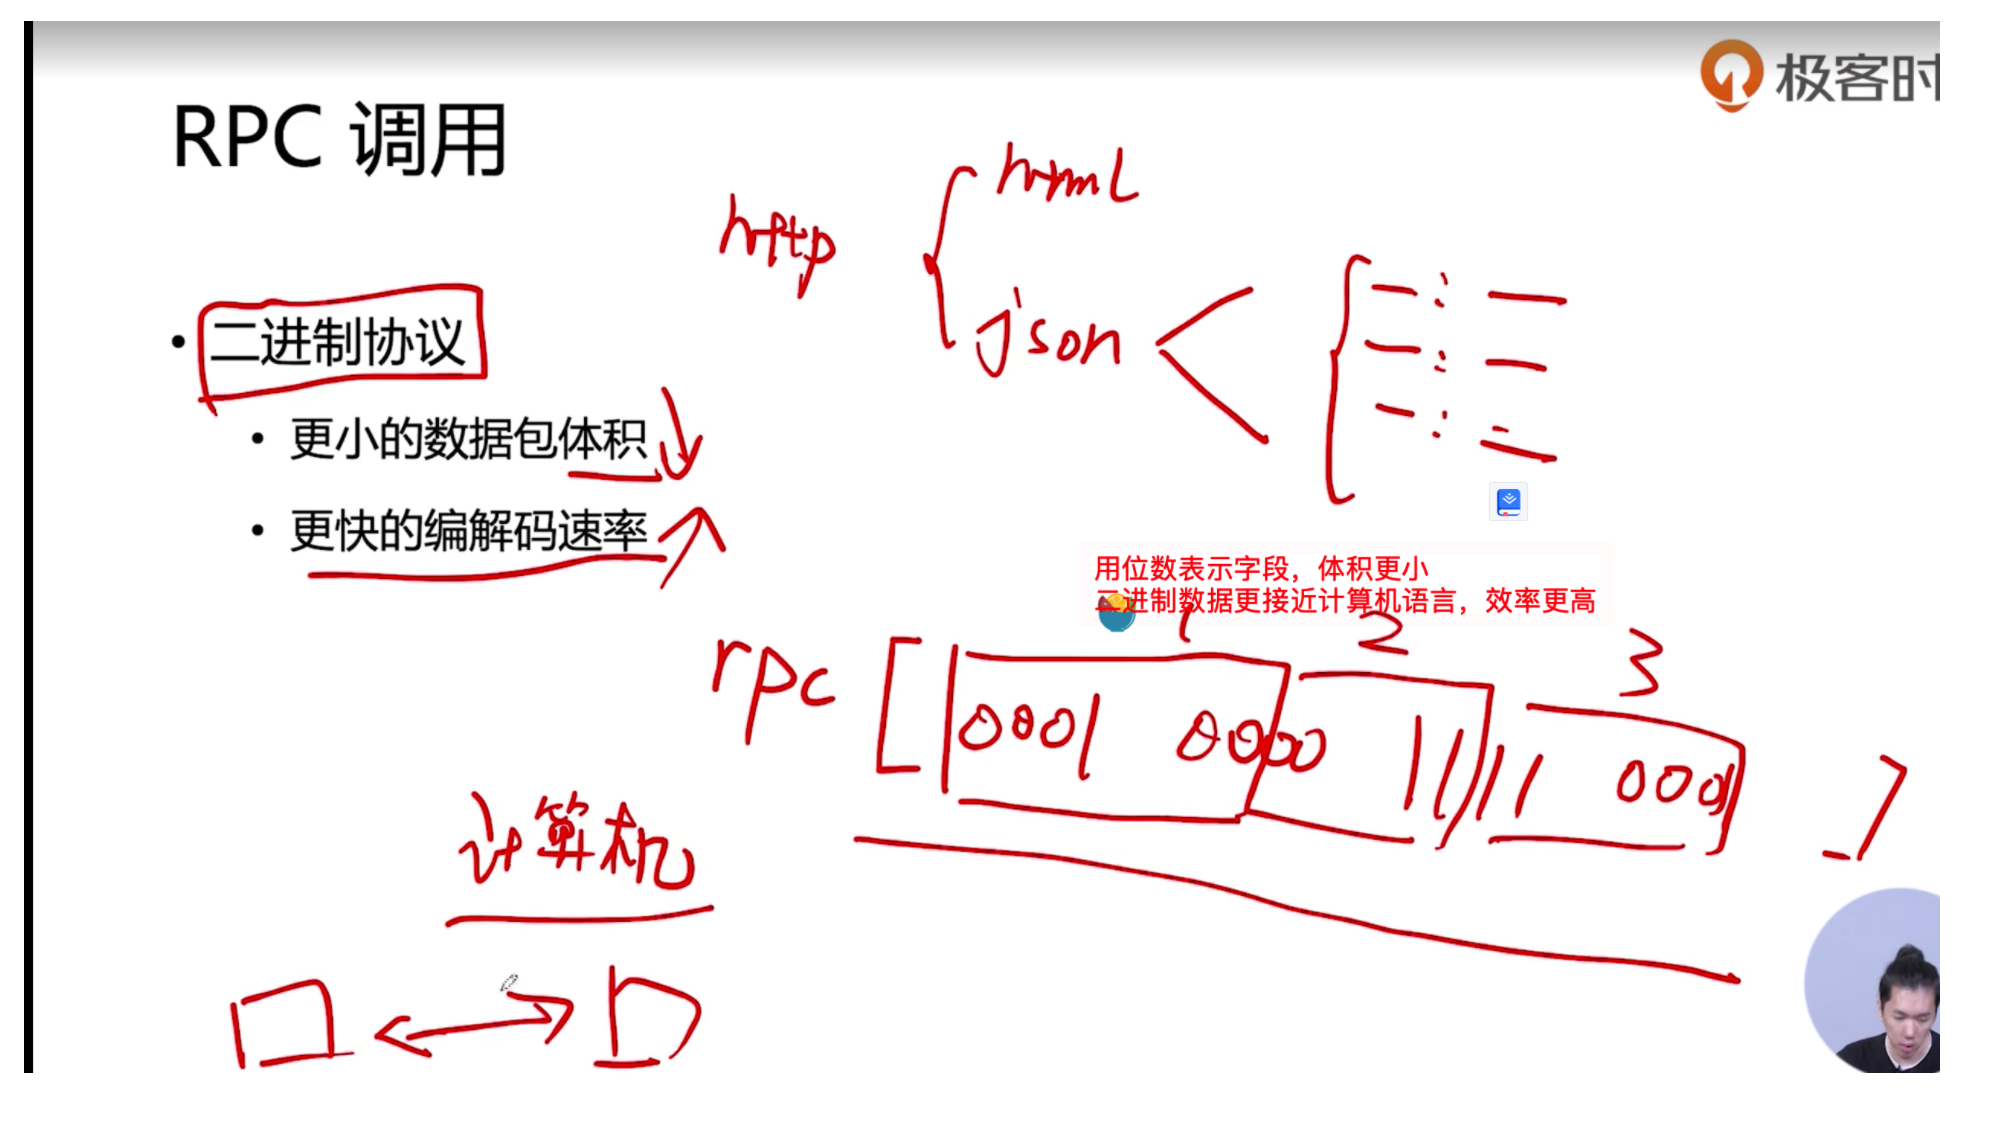 极客时
RPC 调用
html
http
json
• 二进制协议
• 更小的数据包体积
• 更快的编解码速率
用位数表示字段，体积更小
二进制数据更接近计算机语言，效率更高
1 2 3
rpc [ 0001 0000 1111 0001 ]
计算机